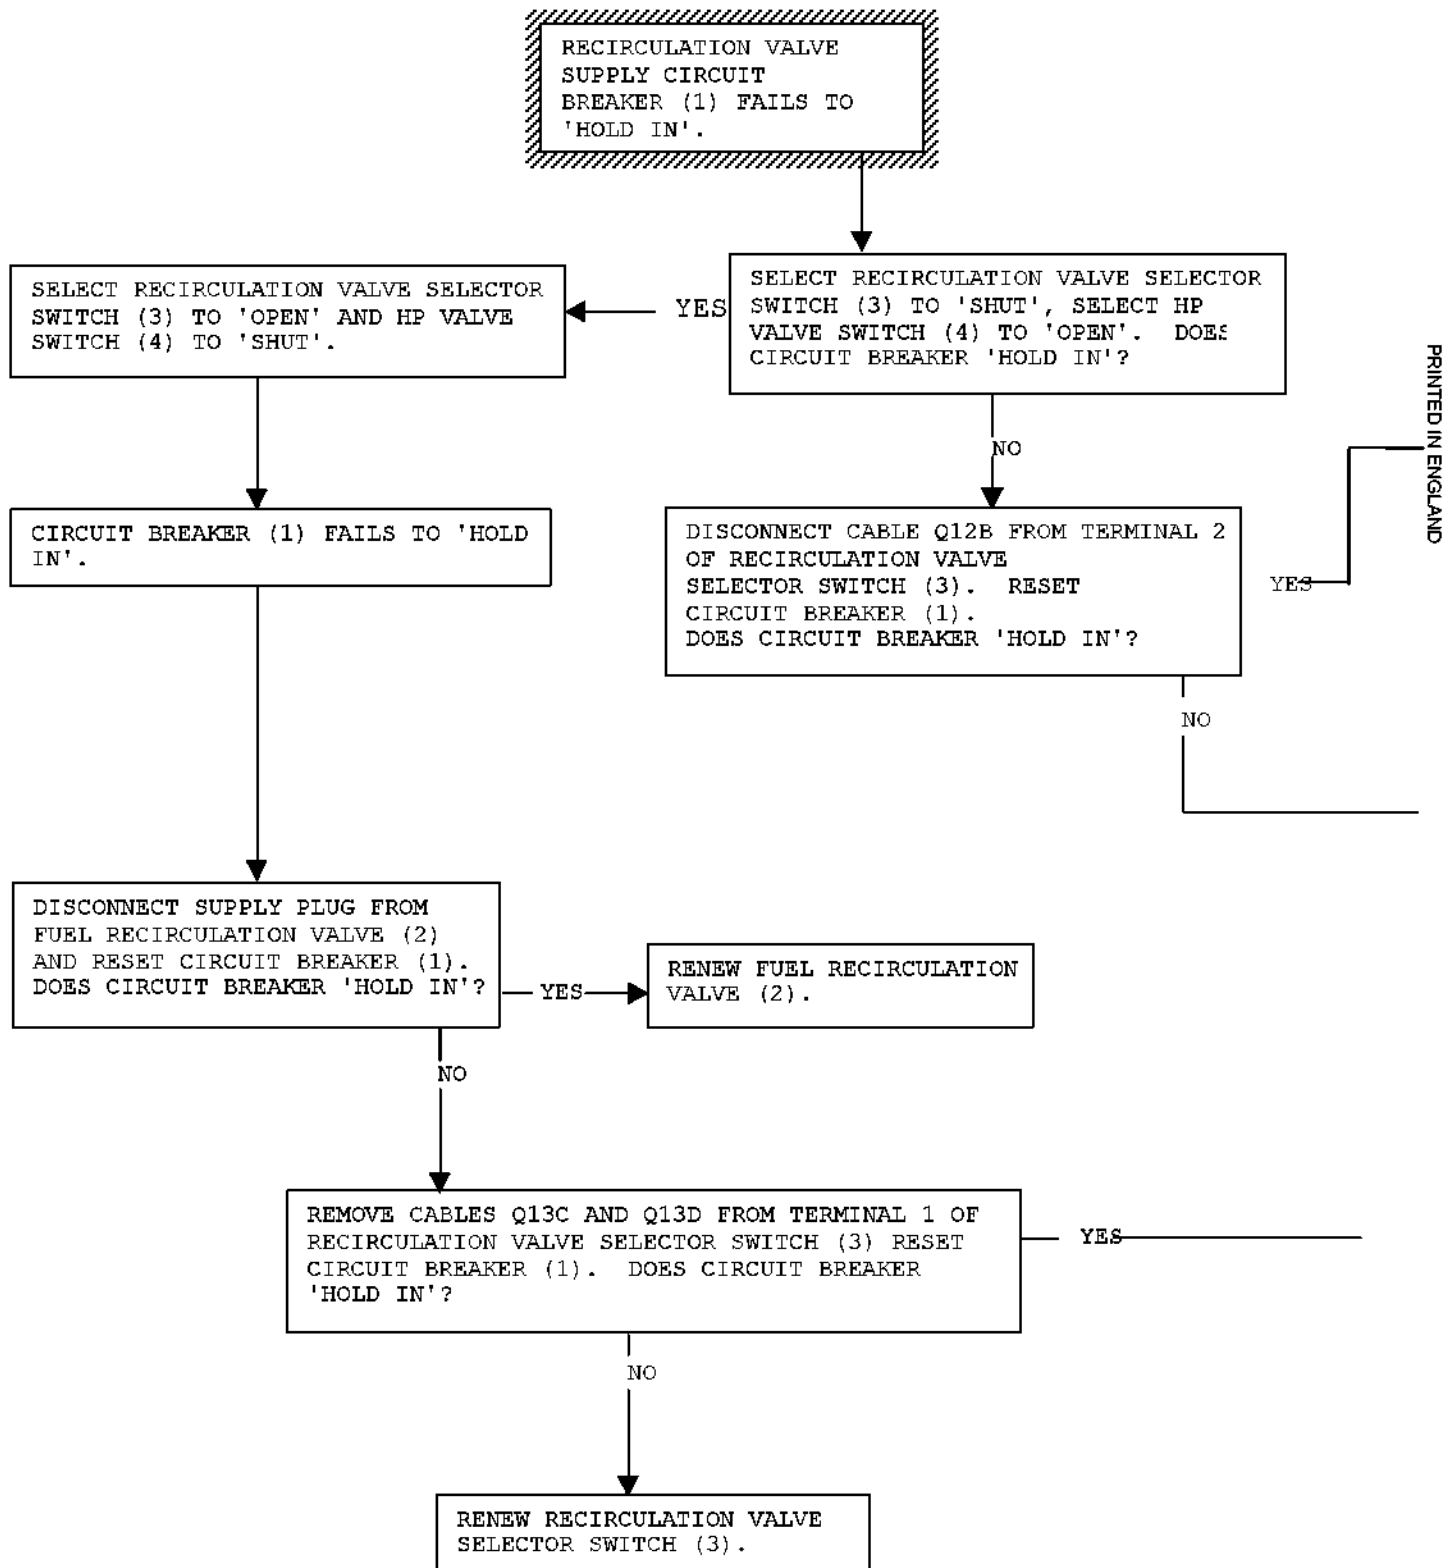 RECIRCULATION VALVE
SUPPLY CIRCUIT
BREAKER (1) FAILS TO
'HOLD IN'.
SELECT RECIRCULATION VALVE SELECTOR
SWITCH (3) TO 'OPEN' AND HP VALVE
SWITCH (4) TO 'SHUT'.
YES
SELECT RECIRCULATION VALVE SELECTOR
SWITCH (3) TO 'SHUT', SELECT HP
VALVE SWITCH (4) TO 'OPEN'. DOES
CIRCUIT BREAKER 'HOLD IN'?
NO
CIRCUIT BREAKER (1) FAILS TO 'HOLD
IN'.
DISCONNECT CABLE Q12B FROM TERMINAL 2
OF RECIRCULATION VALVE
SELECTOR SWITCH (3). RESET
CIRCUIT BREAKER (1).
DOES CIRCUIT BREAKER 'HOLD IN'?
YES
NO
PRINTED IN ENGLAND
DISCONNECT SUPPLY PLUG FROM
FUEL RECIRCULATION VALVE (2)
AND RESET CIRCUIT BREAKER (1).
DOES CIRCUIT BREAKER 'HOLD IN'?
YES
RENEW FUEL RECIRCULATION
VALVE (2).
NO
REMOVE CABLES Q13C AND Q13D FROM TERMINAL 1 OF
RECIRCULATION VALVE SELECTOR SWITCH (3) RESET
CIRCUIT BREAKER (1). DOES CIRCUIT BREAKER
'HOLD IN'?
YES
NO
RENEW RECIRCULATION VALVE
SELECTOR SWITCH (3).